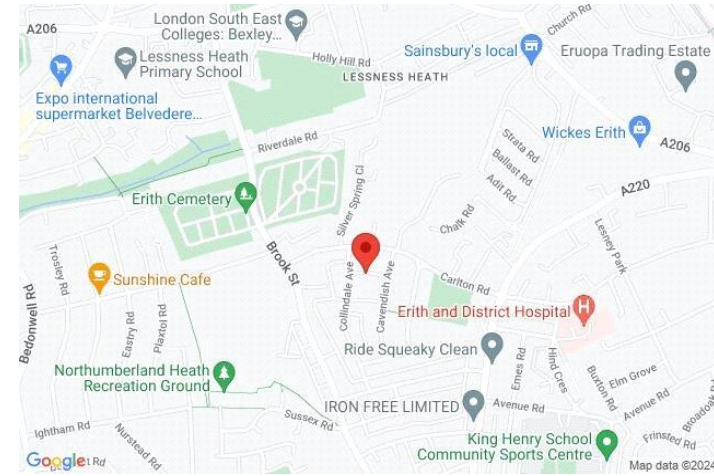 London South East
Colleges: Bexley...
A206
Church Rd
Sainsbury's local
Eruopa Trading Estate
Lessness Heath
Primary School
Holly Hill Rd
LESSNESS HEATH
Expo international
supermarket Belvedere...
Wickes Erith
A206
Riverdale Rd
Strata Rd
Ballast Rd
Adit Rd
A220
Erith Cemetery
Silver Spring Cl
Chalk Rd
Lesney Park
Brook St
Trosley Rd
Sunshine Cafe
Collindale Ave
Cavendish Ave
Carlton Rd
Erith and District Hospital
H
Bedonwell Rd
Eastry Rd
Plaxtol Rd
Ride Squeaky Clean
Northumberland Heath
Recreation Ground
Emes Rd
Hind Cres
Buxton Rd
Elm Grove
IRON FREE LIMITED
Avenue Rd
Avenue Rd
Sussex Rd
Ightham Rd
Nurstead Rd
King Henry School
Community Sports Centre
Frinsted Rd
Google
t Rd
Map data ©2024